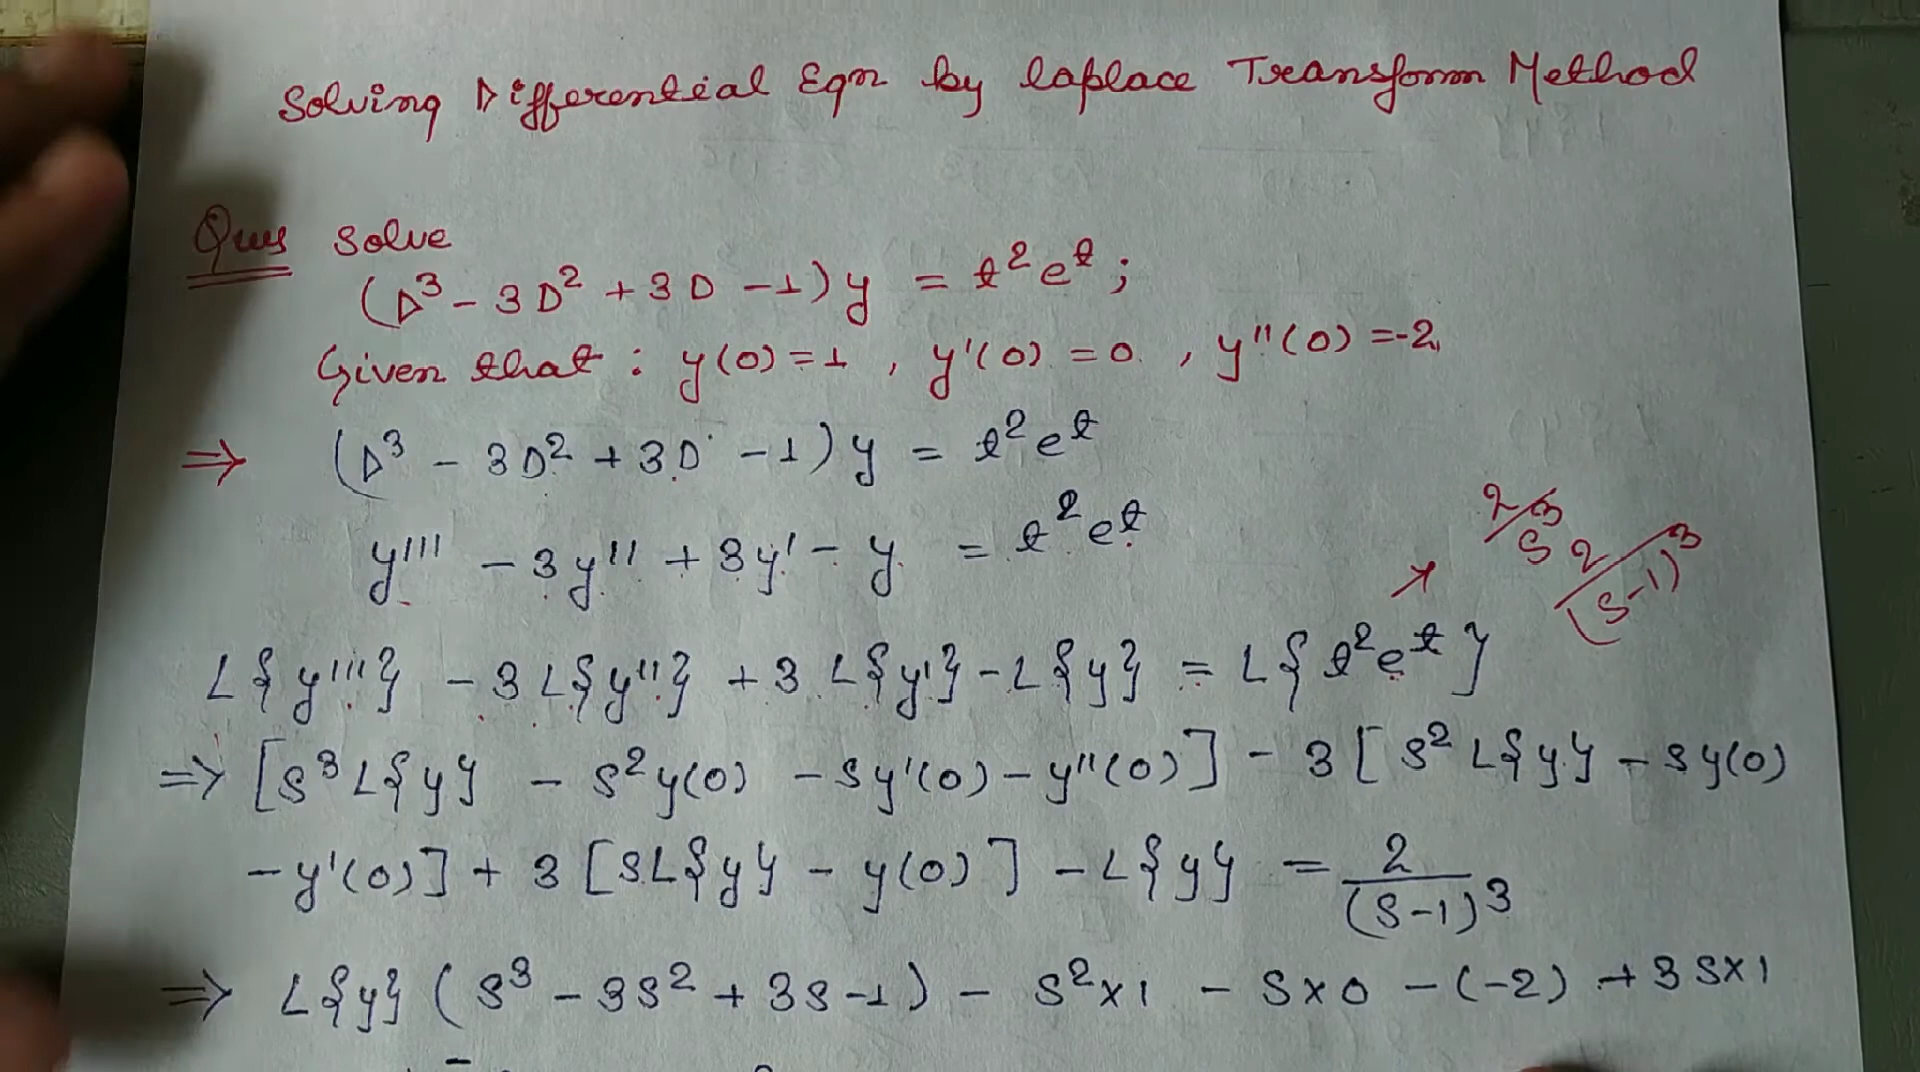 Solving Differential Eqn by laplace Transform Method
Ques solve
(D³ - 3D² + 3D - 1) y = t²eᵗ ;
Given that : y(0) = 1 , y'(0) = 0 , y''(0) = -2
⇒ (D³ - 3D² + 3D - 1) y = t²eᵗ
y''' - 3y'' + 3y' - y = t²eᵗ
2/s³
2/(s-1)³
L{y'''} - 3L{y''} + 3L{y'} - L{y} = L{t²eᵗ}
⇒ [s³L{y} - s²y(0) - sy'(0) - y''(0)] - 3[s²L{y} - sy(0)
- y'(0)] + 3[sL{y} - y(0)] - L{y} = 2/(s-1)³
⇒ L{y} (s³ - 3s² + 3s - 1) - s²×1 - s×0 - (-2) + 3s×1